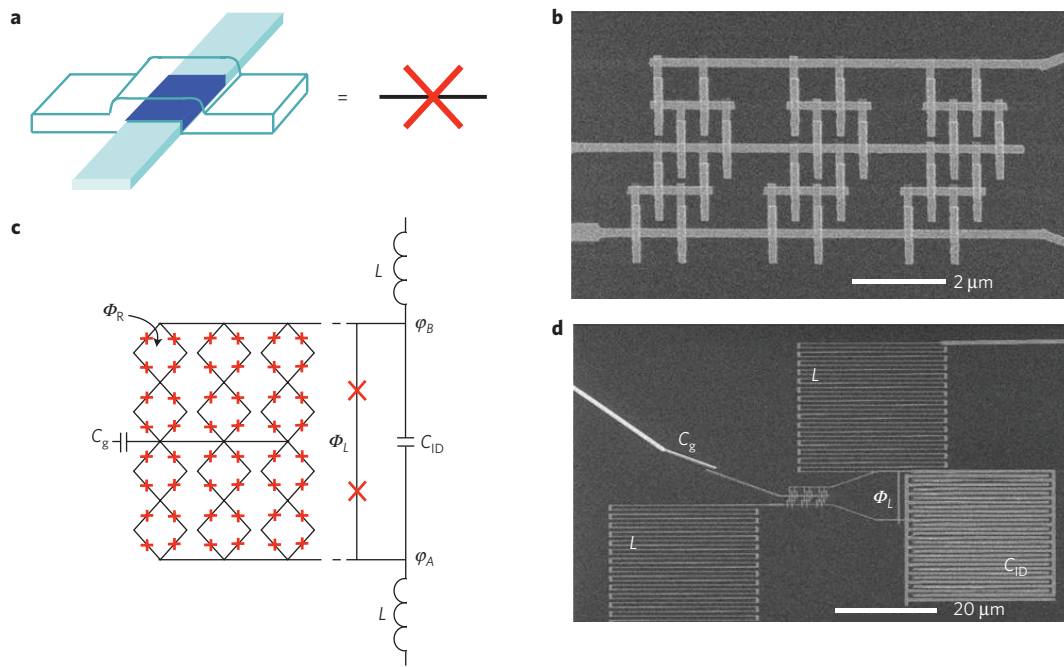 a
=
b
2 µm
c
L
Φ_R
φ_B
C_g
Φ_L
C_ID
φ_A
L
d
L
C_g
Φ_L
L
C_ID
20 µm